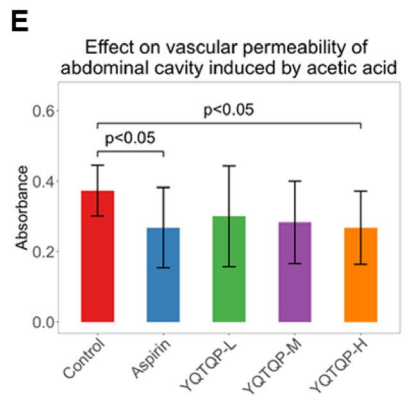 E
Effect on vascular permeability of
abdominal cavity induced by acetic acid
p<0.05
p<0.05
0.6
0.4
0.2
0.0
Absorbance
Control
Aspirin
YQTQP-L
YQTQP-M
YQTQP-H